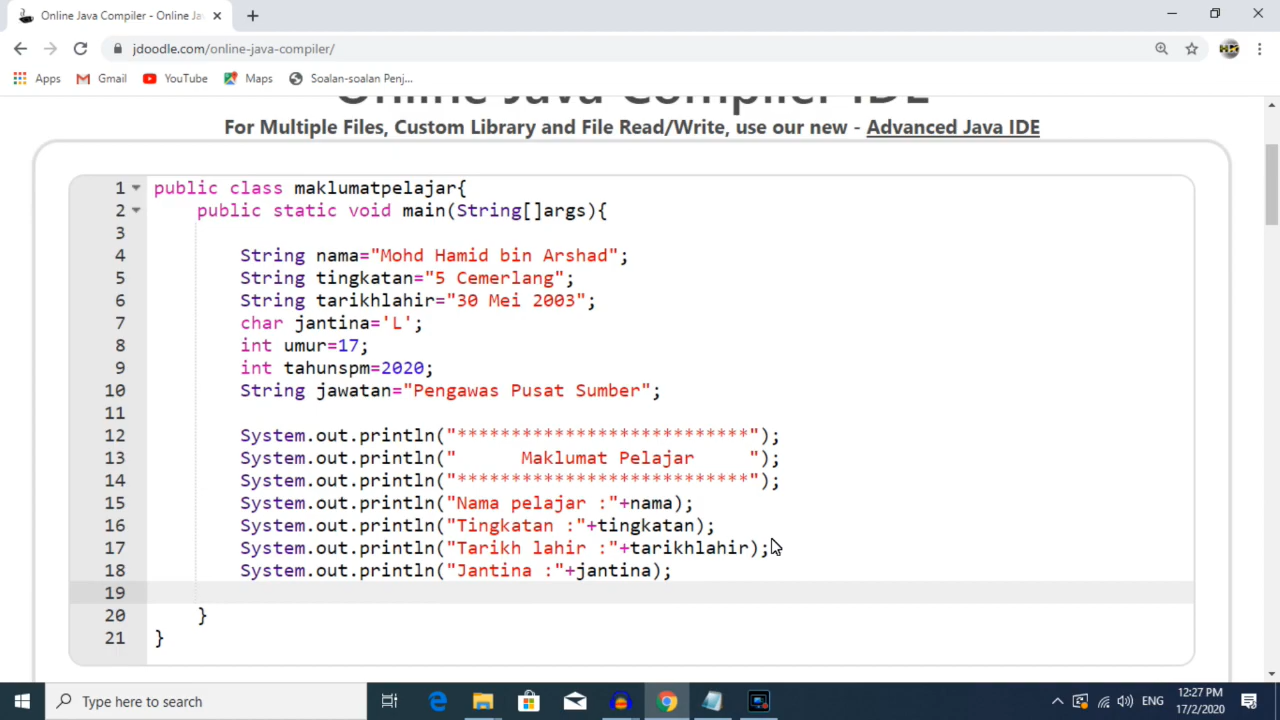 Online Java Compiler - Online Ja
jdoodle.com/online-java-compiler/
Apps Gmail YouTube Maps Soalan-soalan Penj...
Online Java Compiler IDE
For Multiple Files, Custom Library and File Read/Write, use our new - Advanced Java IDE
1 public class maklumatpelajar{
2 public static void main(String[]args){
3
4 String nama="Mohd Hamid bin Arshad";
5 String tingkatan="5 Cemerlang";
6 String tarikhlahir="30 Mei 2003";
7 char jantina='L';
8 int umur=17;
9 int tahunspm=2020;
10 String jawatan="Pengawas Pusat Sumber";
11
12 System.out.println("***************************");
13 System.out.println("      Maklumat Pelajar     ");
14 System.out.println("***************************");
15 System.out.println("Nama pelajar :"+nama);
16 System.out.println("Tingkatan :"+tingkatan);
17 System.out.println("Tarikh lahir :"+tarikhlahir);
18 System.out.println("Jantina :"+jantina);
19
20 }
21 }
Type here to search
ENG
12:27 PM
17/2/2020